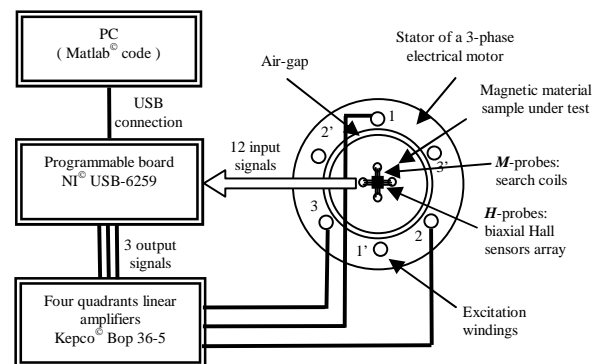 PC
( Matlab© code )
USB
connection
Programmable board
NI© USB-6259
3 output
signals
Four quadrants linear
amplifiers
Kepco© Bop 36-5
12 input
signals
Air-gap
Stator of a 3-phase
electrical motor
Magnetic material
sample under test
M-probes:
search coils
H-probes:
biaxial Hall
sensors array
Excitation
windings
1
2’
3’
3
2
1’